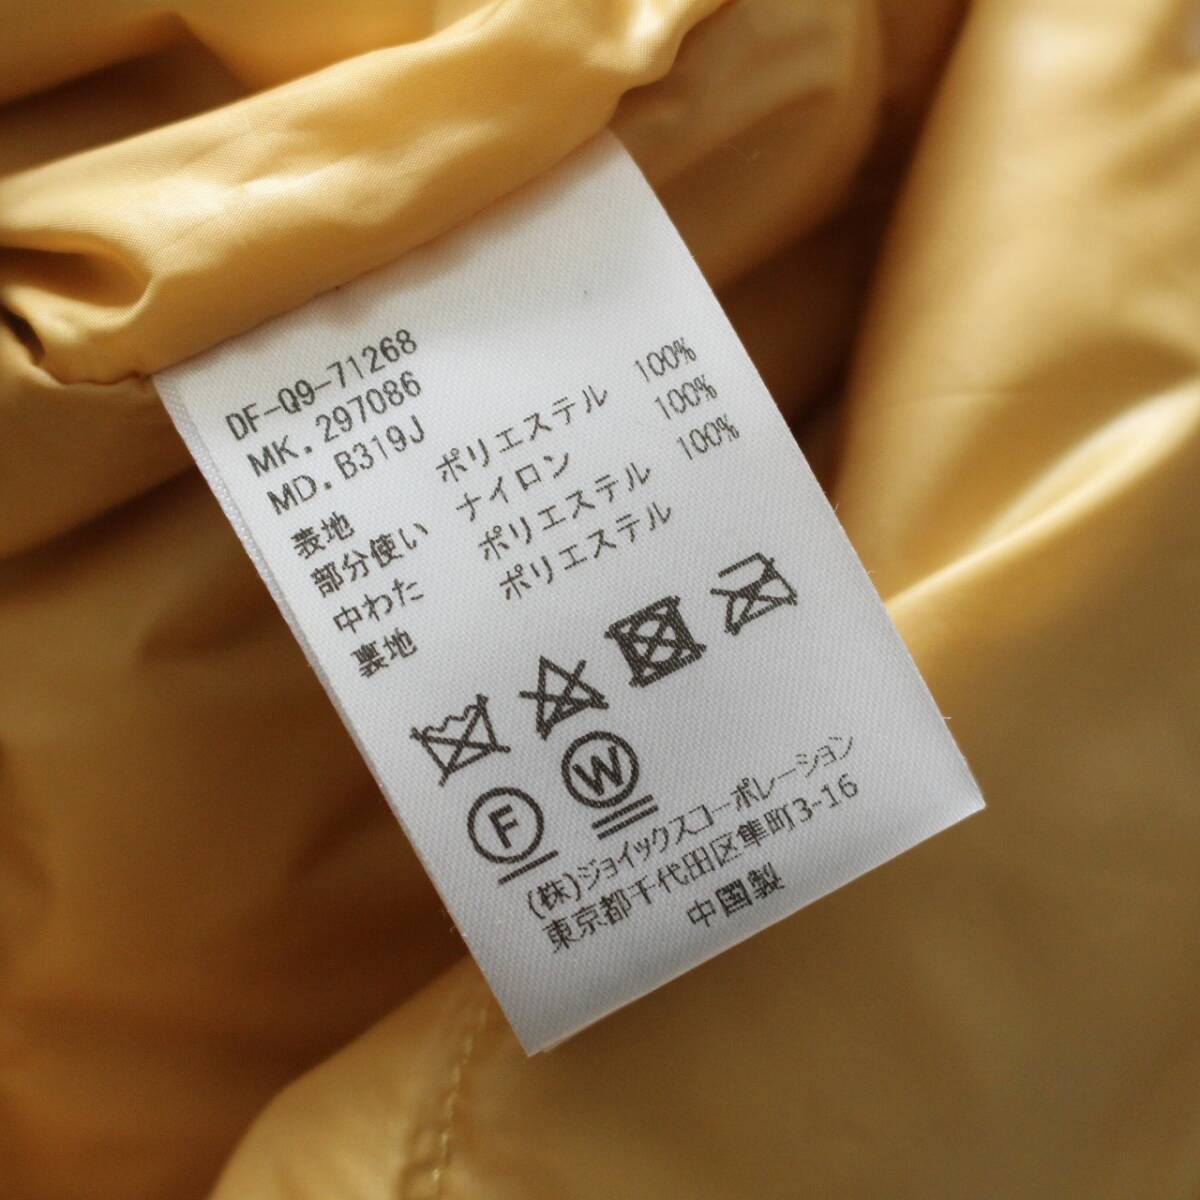 DF-Q9-71268
MK. 297086
MD. B319J
表地 ポリエステル 100%
部分使い ナイロン 100%
中わた ポリエステル 100%
裏地 ポリエステル
F W
(株)ジョイックスコーポレーション
東京都千代田区隼町3-16
中国製